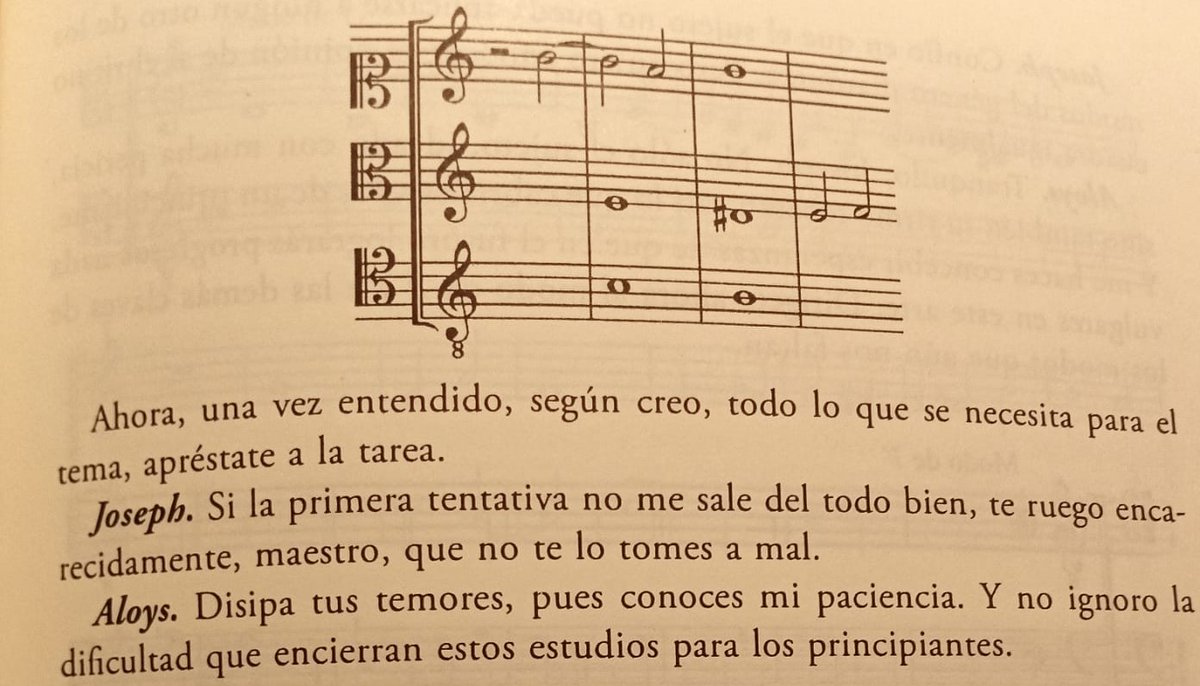 8
Ahora, una vez entendido, según creo, todo lo que se necesita para el
tema, apréstate a la tarea.
Joseph. Si la primera tentativa no me sale del todo bien, te ruego enca-
recidamente, maestro, que no te lo tomes a mal.
Aloys. Disipa tus temores, pues conoces mi paciencia. Y no ignoro la
dificultad que encierran estos estudios para los principiantes.